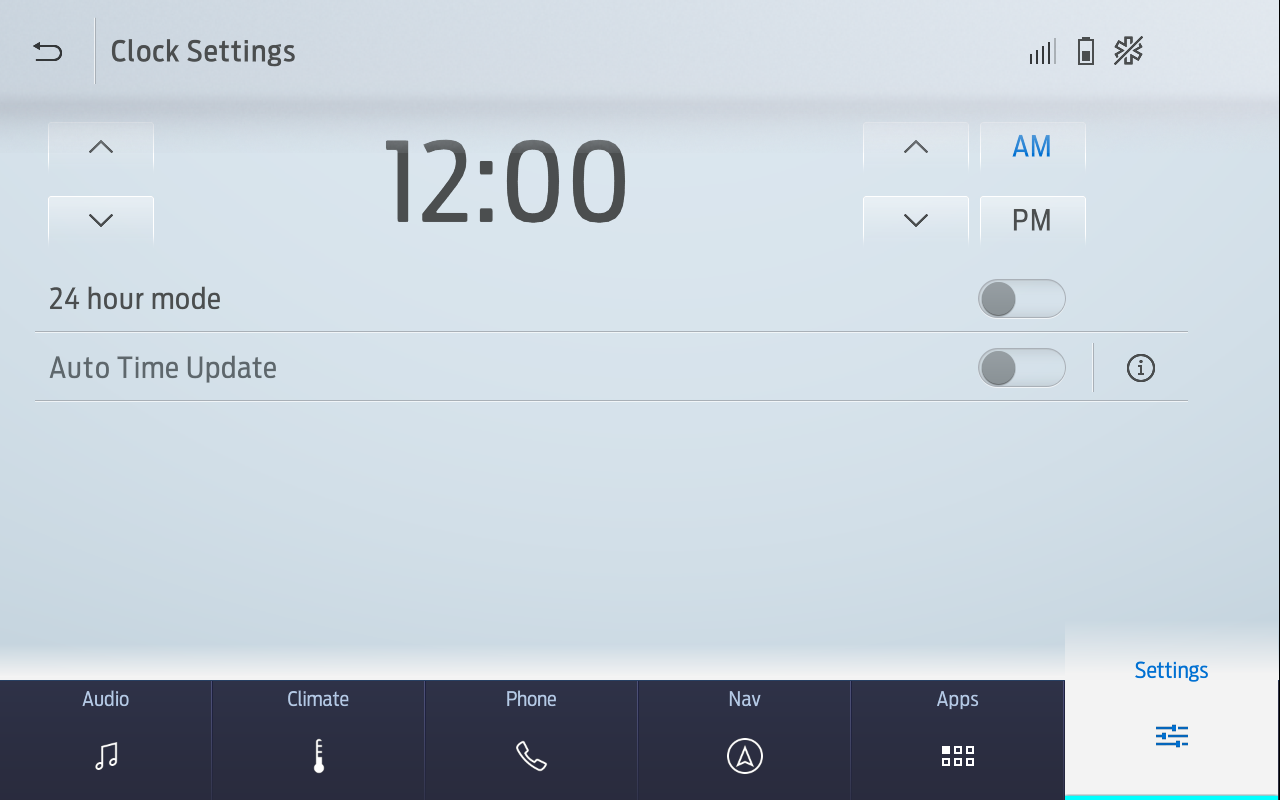 Clock Settings
12:00
AM
PM
24 hour mode
Auto Time Update
Settings
Audio
Climate
Phone
Nav
Apps